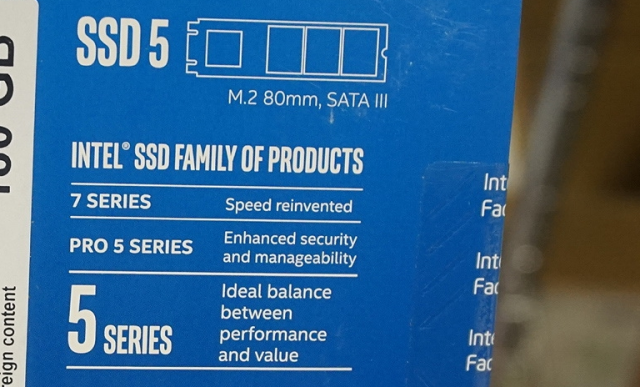 SSD 5
M.2 80mm, SATA III
INTEL® SSD FAMILY OF PRODUCTS
7 SERIES Speed reinvented
PRO 5 SERIES Enhanced security
and manageability
5 SERIES Ideal balance
between
performance
and value